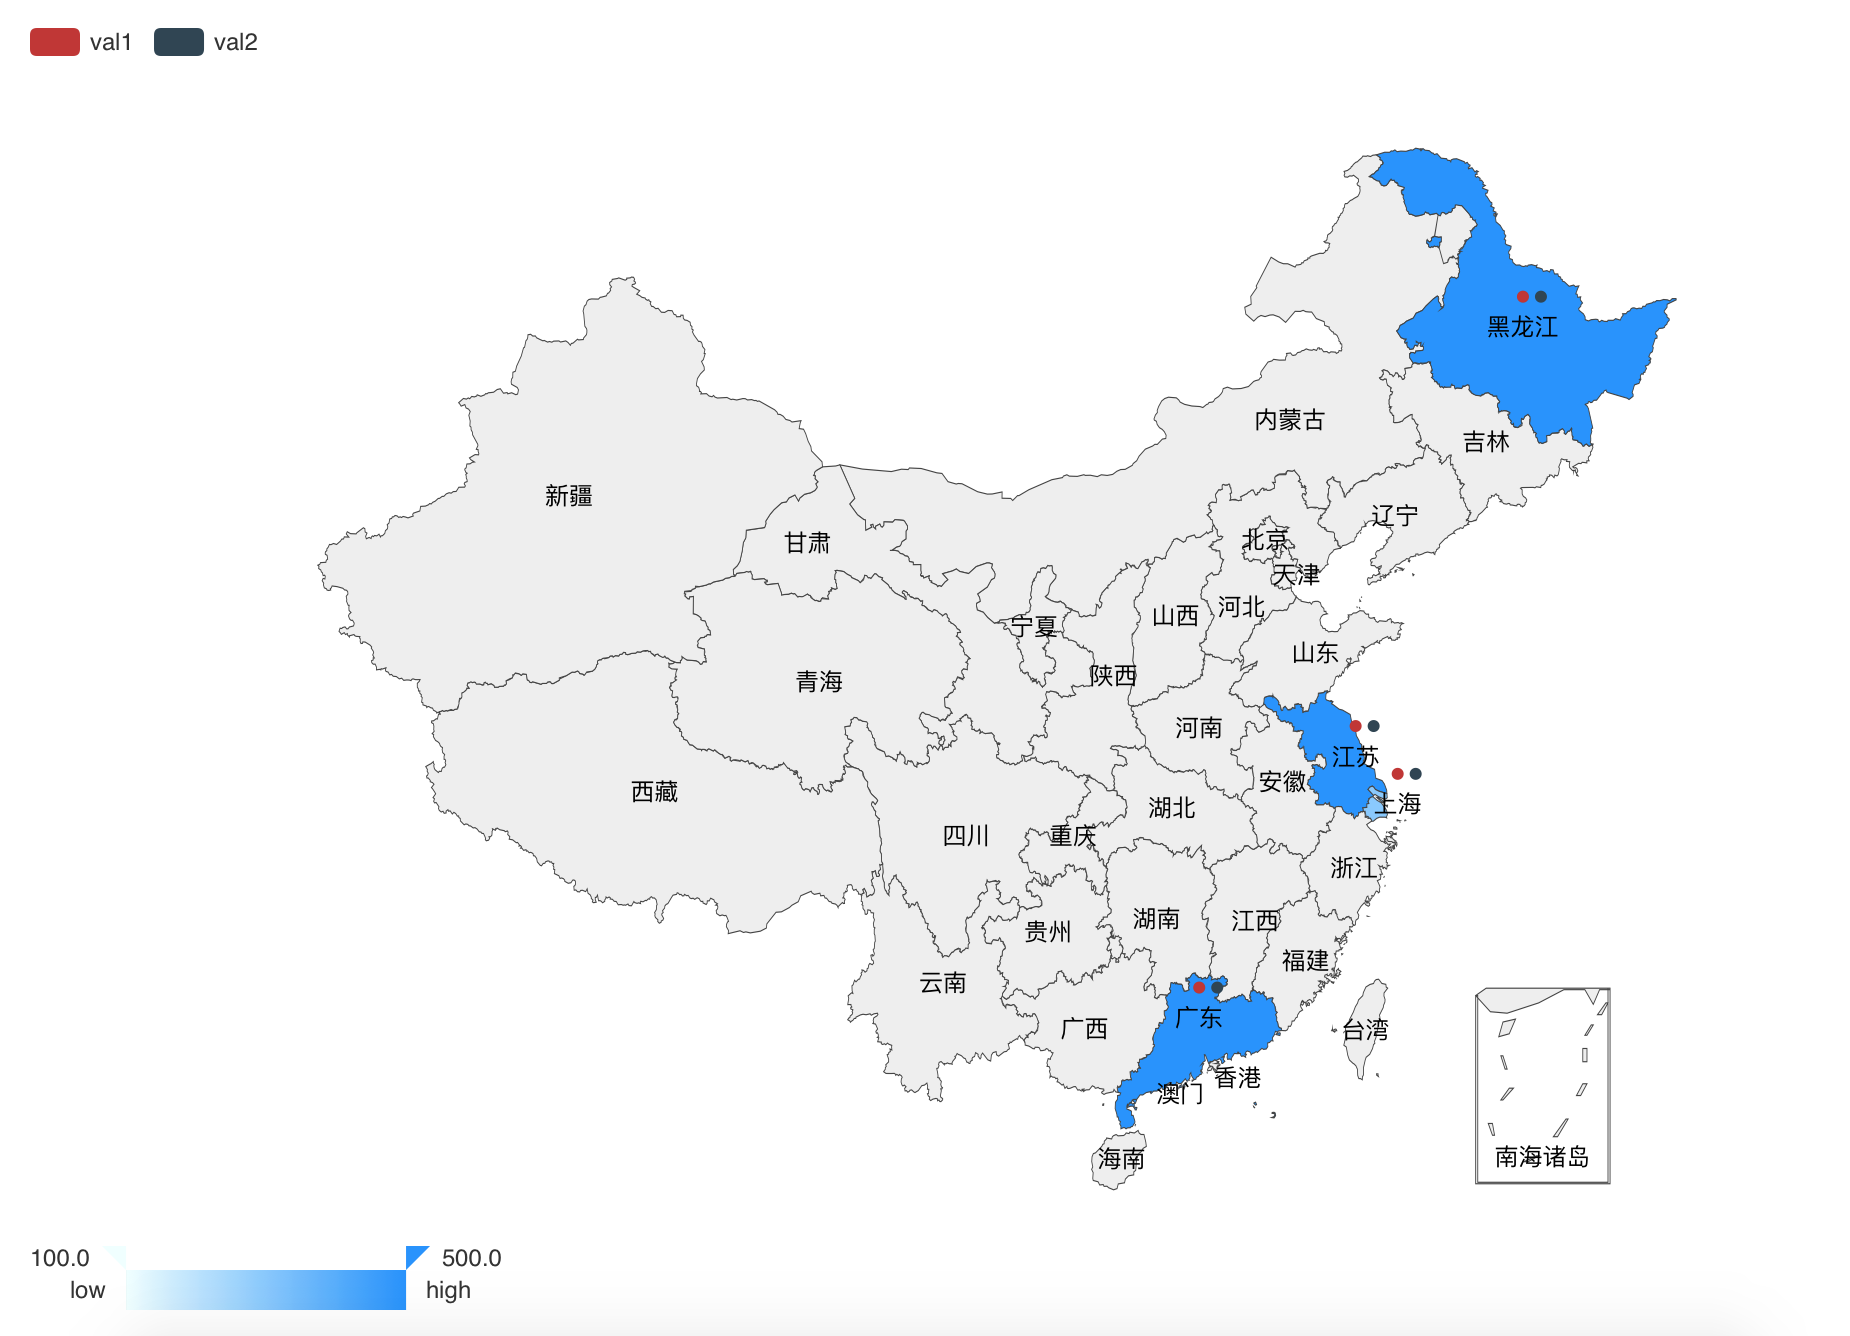 val1 val2
黑龙江
内蒙古
吉林
新疆
辽宁
甘肃
北京
天津
河北
山西
宁夏
山东
陕西
青海
河南
江苏
安徽
西藏
上海
湖北
四川
重庆
浙江
湖南
江西
贵州
福建
云南
广东
广西
台湾
香港
澳门
海南
南海诸岛
100.0 500.0
low high